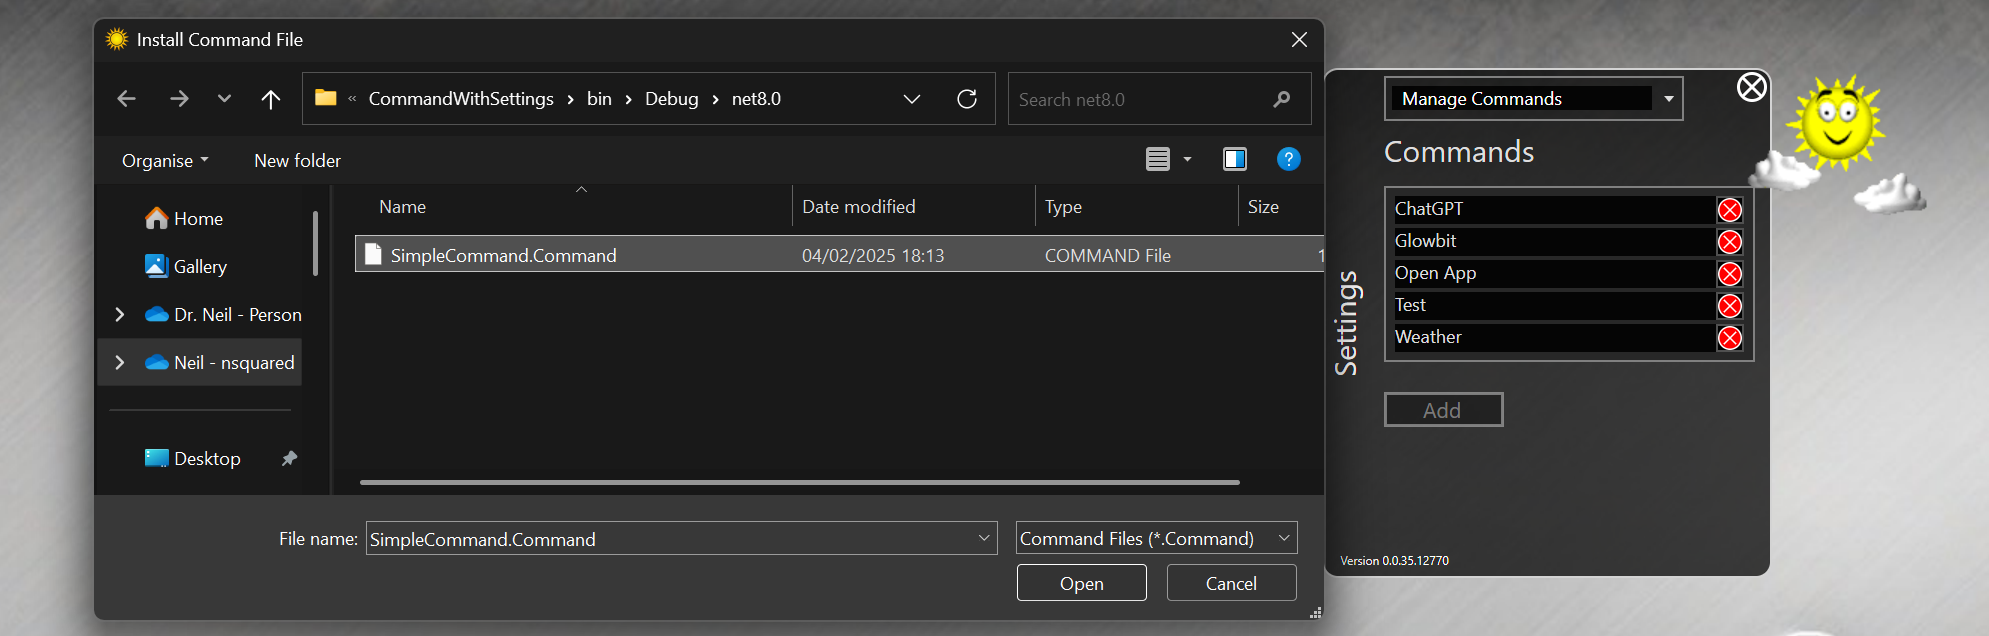 Install Command File
« CommandWithSettings > bin > Debug > net8.0
Search net8.0
Organise
New folder
?
Home
Gallery
Dr. Neil - Person
Neil - nsquared
Desktop
Name Date modified Type Size
SimpleCommand.Command 04/02/2025 18:13 COMMAND File 1
File name: SimpleCommand.Command
Command Files (*.Command)
Open Cancel
Settings
Manage Commands
Commands
ChatGPT
Glowbit
Open App
Test
Weather
Add
Version 0.0.35.12770